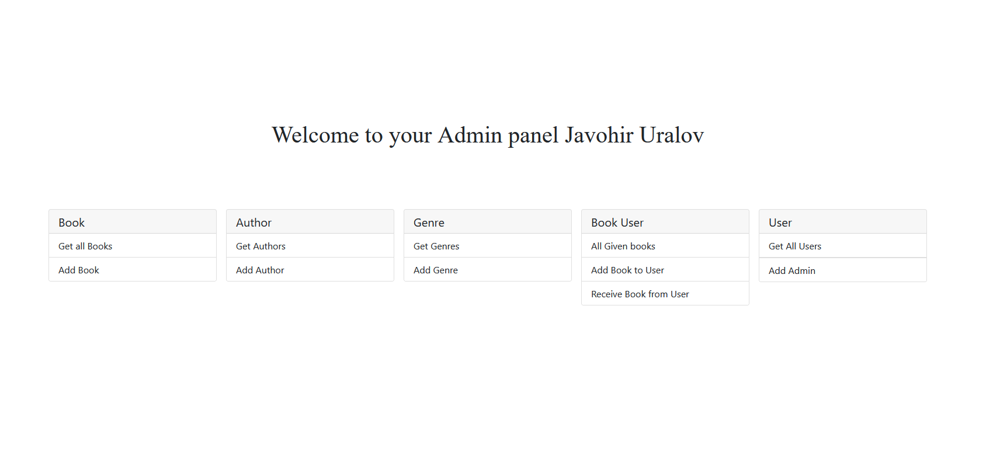 Welcome to your Admin panel Javohir Uralov
Book
Get all Books
Add Book
Author
Get Authors
Add Author
Genre
Get Genres
Add Genre
Book User
All Given books
Add Book to User
Receive Book from User
User
Get All Users
Add Admin